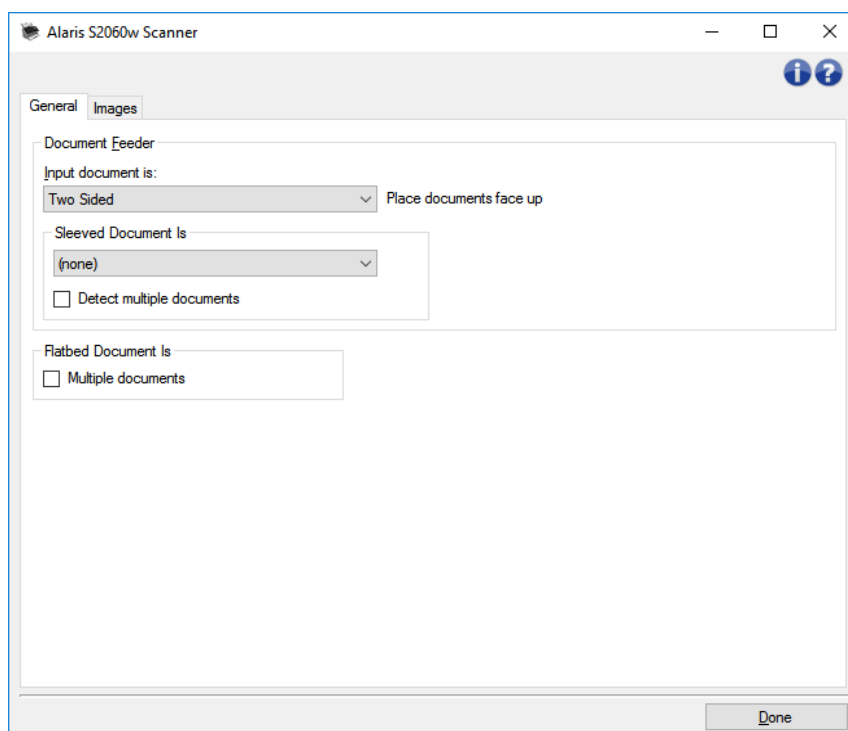 Alaris S2060w Scanner
General Images
Document Feeder
Input document is:
Two Sided Place documents face up
Sleeved Document Is
(none)
Detect multiple documents
Flatbed Document Is
Multiple documents
Done